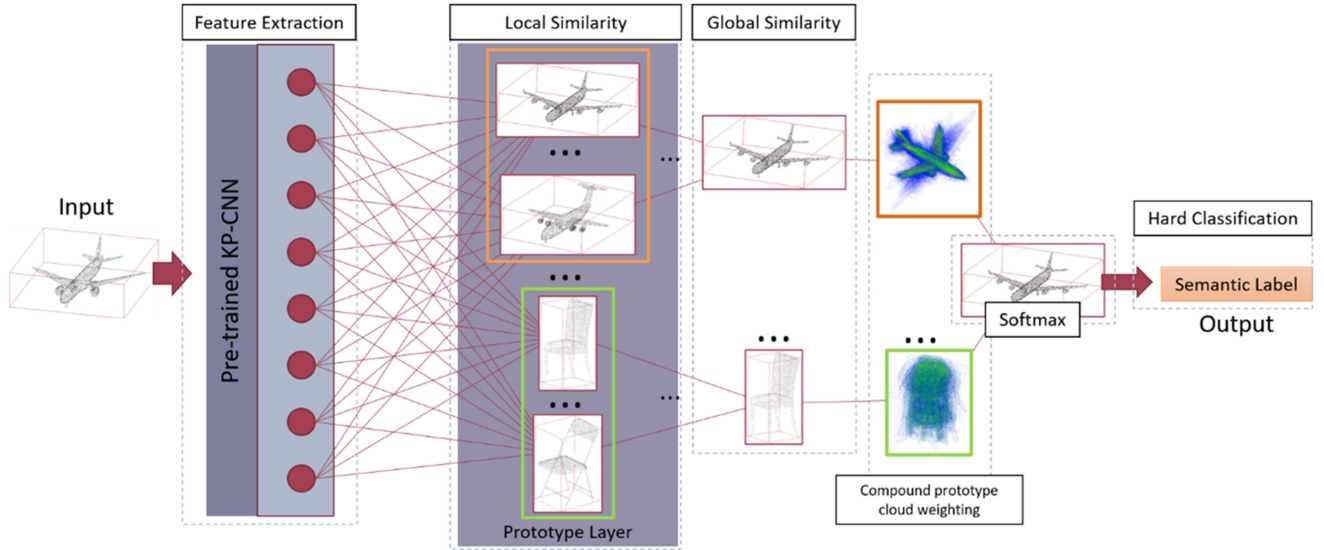 Feature Extraction
Local Similarity
Global Similarity
Input
Pre-trained KP-CNN
...
...
...
...
...
...
...
Prototype Layer
Compound prototype
cloud weighting
Softmax
Hard Classification
Semantic Label
Output